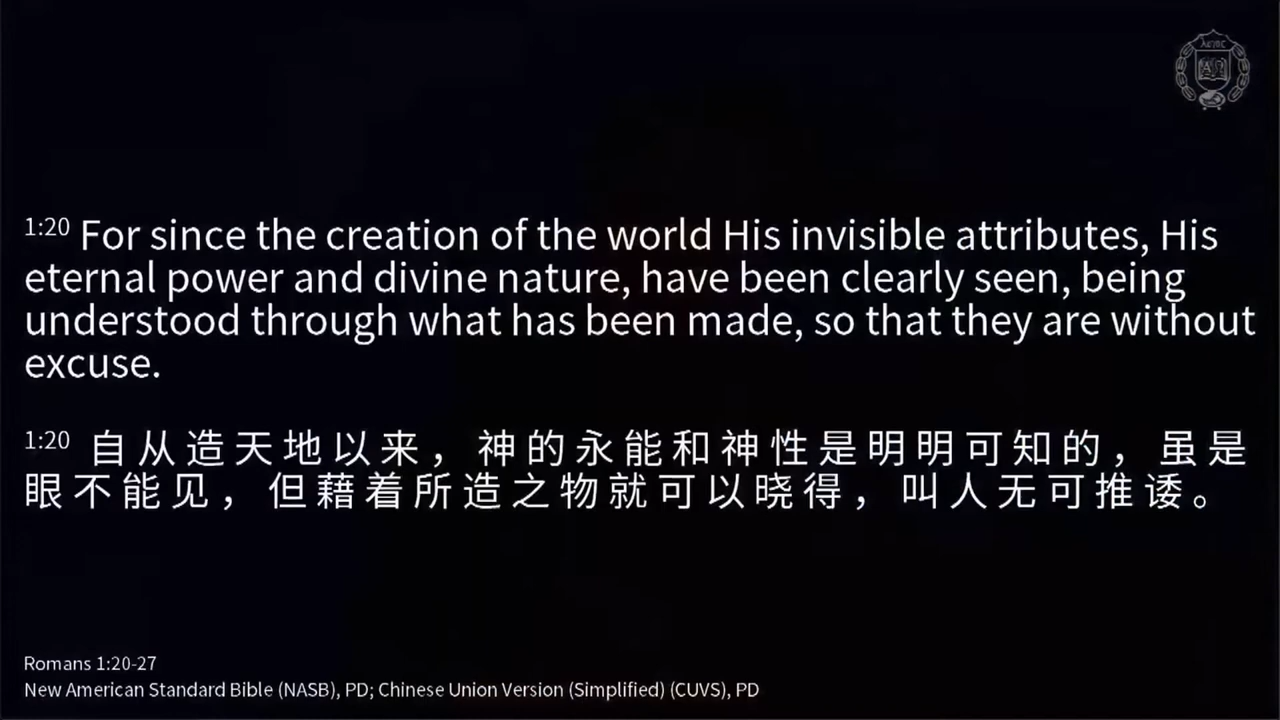 λόγος
1:20 For since the creation of the world His invisible attributes, His
eternal power and divine nature, have been clearly seen, being
understood through what has been made, so that they are without
excuse.
1:20 自从造天地以来，神的永能和神性是明明可知的，虽是
眼不能见，但藉着所造之物就可以晓得，叫人无可推诿。
Romans 1:20-27
New American Standard Bible (NASB), PD; Chinese Union Version (Simplified) (CUVS), PD